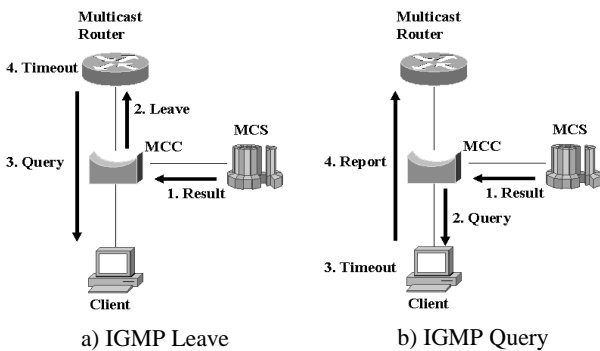 Multicast
Router
4. Timeout
2. Leave
MCS
MCC
3. Query
1. Result
Client
a) IGMP Leave
Multicast
Router
MCS
MCC
4. Report
1. Result
2. Query
3. Timeout
Client
b) IGMP Query